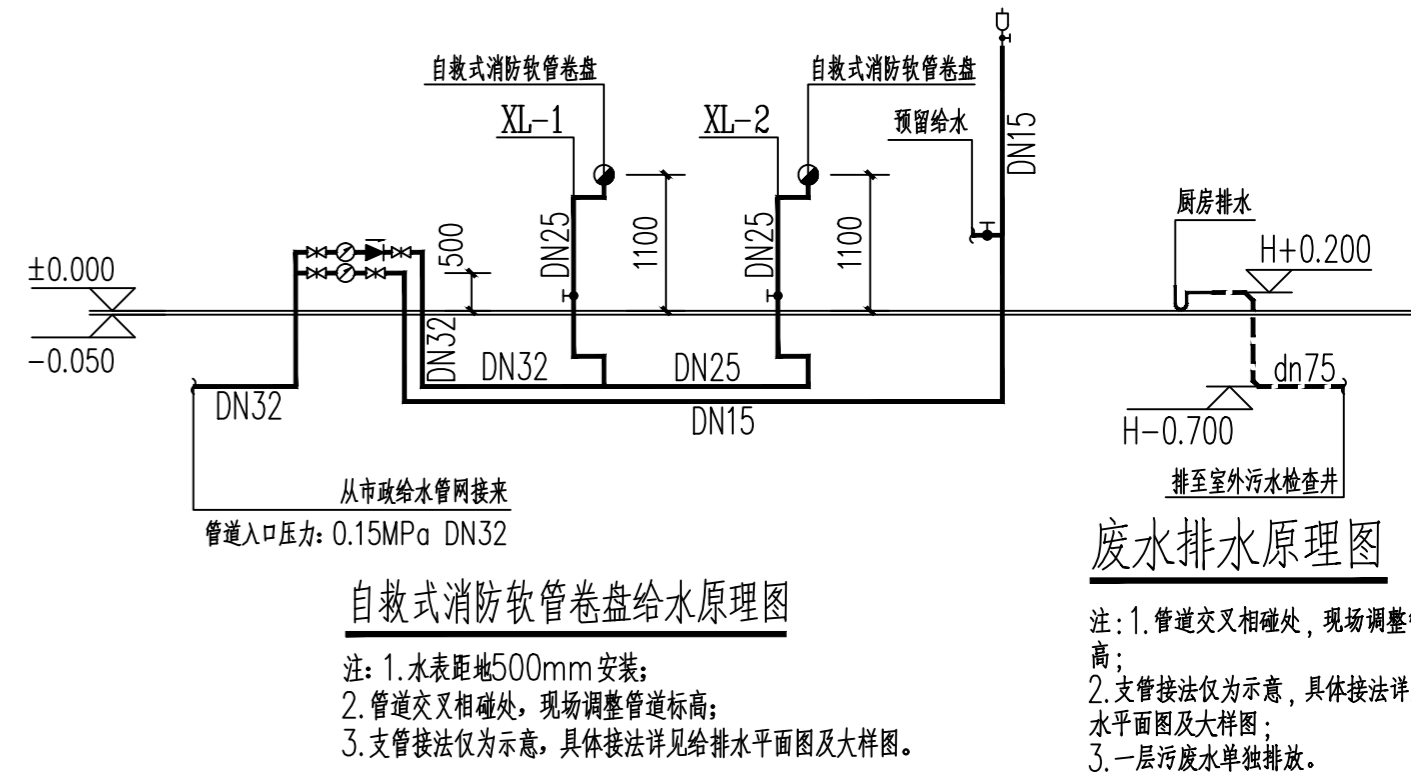 自救式消防软管卷盘
自救式消防软管卷盘
XL-1
XL-2
预留给水
DN15
DN25
1100
DN25
1100
500
厨房排水
H+0.200
±0.000
-0.050
DN32
DN32
DN25
dn75
DN32
DN15
H-0.700
从市政给水管网接来
管道入口压力: 0.15MPa DN32
排至室外污水检查井
自救式消防软管卷盘给水原理图
注: 1.水表距地500mm安装;
2.管道交叉相碰处,现场调整管道标高;
3.支管接法仅为示意,具体接法详见给排水平面图及大样图。
废水排水原理图
注:1.管道交叉相碰处,现场调整
高;
2.支管接法仅为示意,具体接法详
水平面图及大样图;
3.一层污废水单独排放。